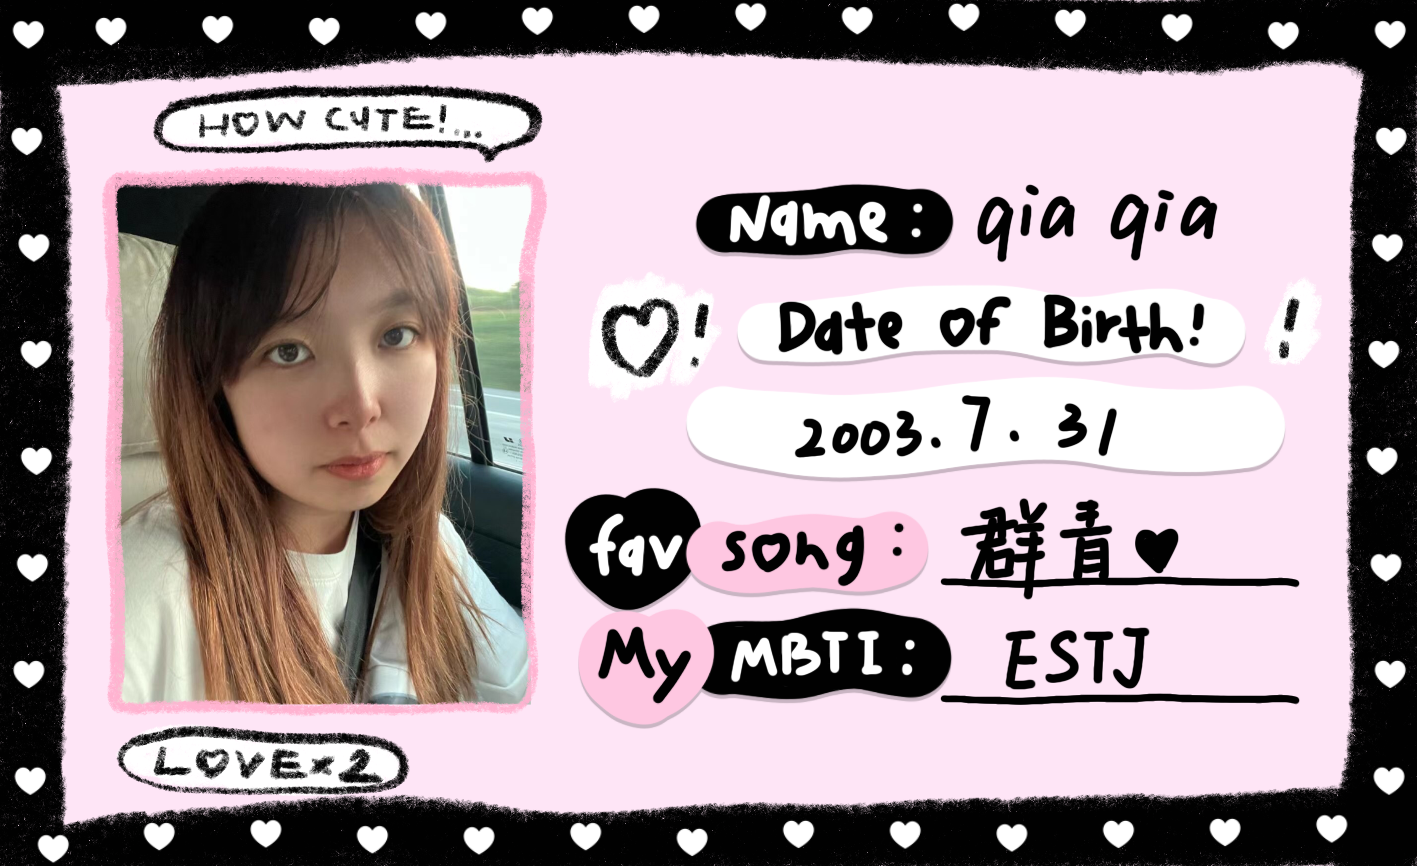 HOW CUTE!...
Name: qia qia
♡! Date of Birth! !
2003.7.31
fav song: 群青♥
My MBTI: ESTJ
LOVE×2